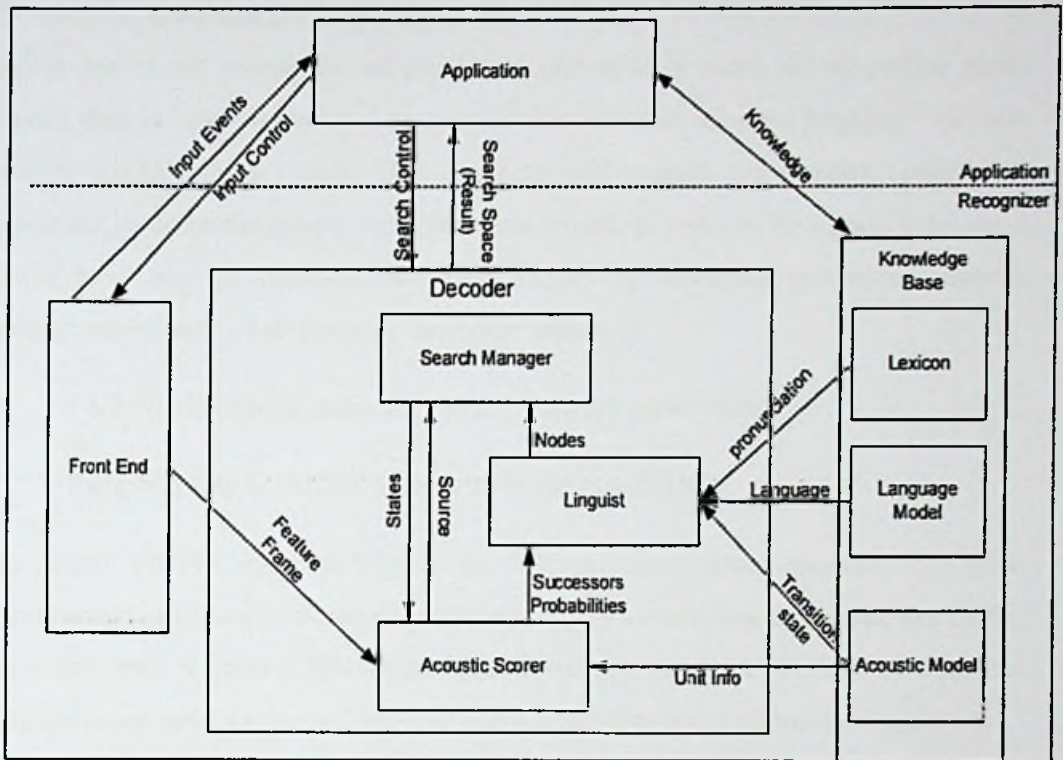 Application
Input Events
Input Control
Search Control
Search Space
(Result)
Knowledge
Application
Recognizer
Decoder
Knowledge
Base
Search Manager
Lexicon
pronunciation
Nodes
Front End
States
Source
Linguist
Language
Language
Model
Feature
Frame
Successors
Probabilities
Transition
state
Acoustic Scorer
Unit Info
Acoustic Model